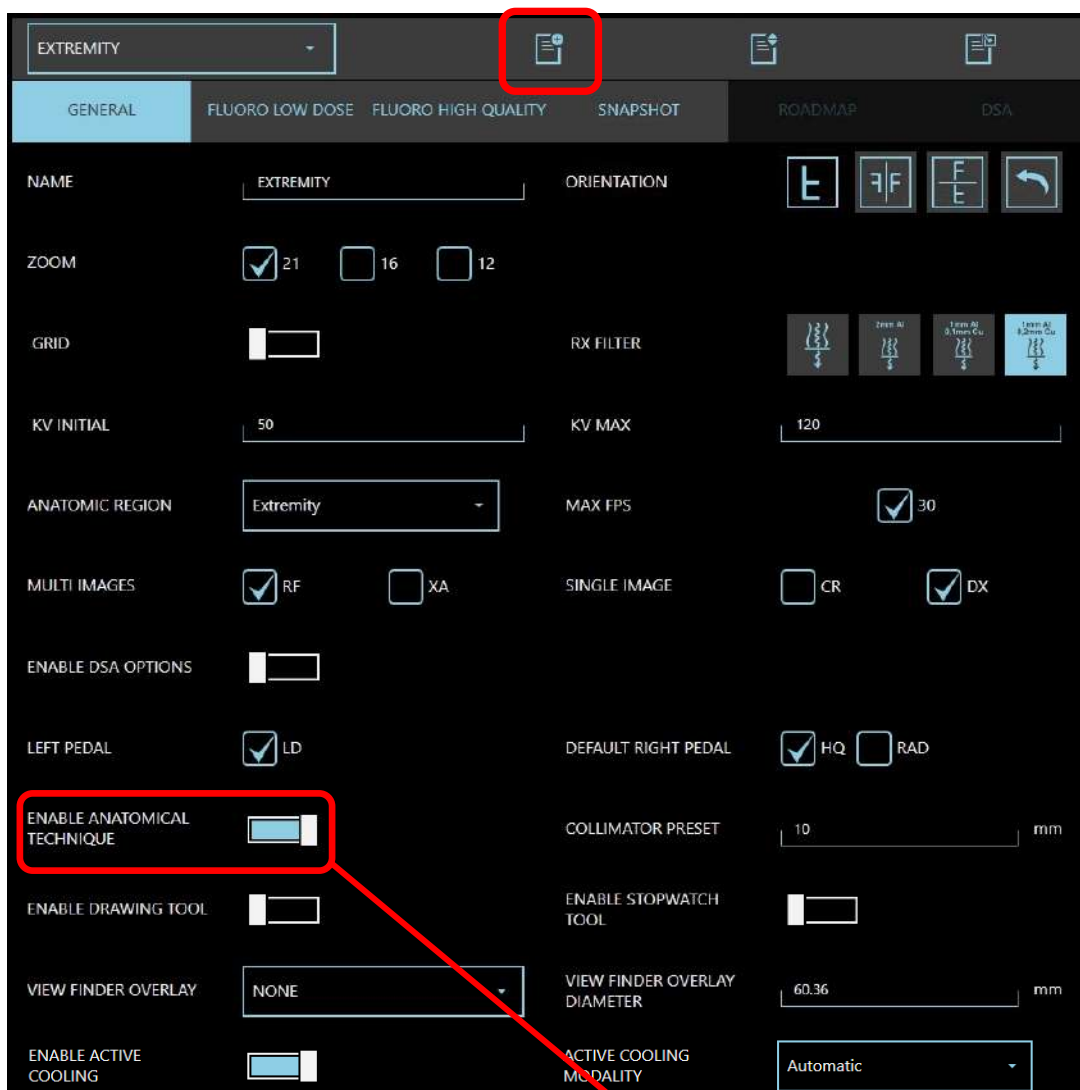 EXTREMITY
GENERAL FLUORO LOW DOSE FLUORO HIGH QUALITY SNAPSHOT ROADMAP DSA
NAME EXTREMITY ORIENTATION
ZOOM 21 16 12
2mm Al 1mm Al 1mm Al
0,1mm Cu 0,2mm Cu
GRID RX FILTER
KV INITIAL 50 KV MAX 120
ANATOMIC REGION Extremity MAX FPS 30
MULTI IMAGES RF XA SINGLE IMAGE CR DX
ENABLE DSA OPTIONS
LEFT PEDAL LD DEFAULT RIGHT PEDAL HQ RAD
ENABLE ANATOMICAL
TECHNIQUE COLLIMATOR PRESET 10 mm
ENABLE DRAWING TOOL ENABLE STOPWATCH
TOOL
VIEW FINDER OVERLAY NONE VIEW FINDER OVERLAY
DIAMETER 60.36 mm
ENABLE ACTIVE
COOLING ACTIVE COOLING
MODALITY Automatic